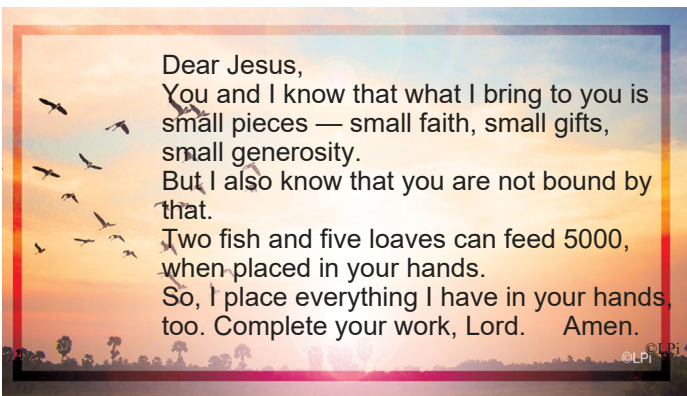 Dear Jesus,
You and I know that what I bring to you is
small pieces — small faith, small gifts,
small generosity.
But I also know that you are not bound by
that.
Two fish and five loaves can feed 5000,
when placed in your hands.
So, I place everything I have in your hands,
too. Complete your work, Lord. Amen.
©LPi
©LPi